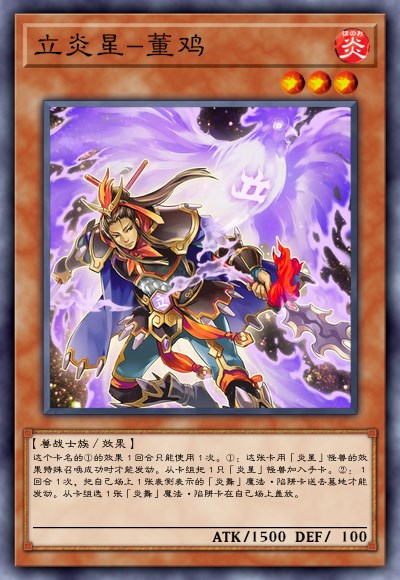 立炎星-董鸡
ほのお
炎
立
立
【兽战士族／效果】
这个卡名的①的效果1回合只能使用1次。①：这张卡用「炎星」怪兽的效
果特殊召唤成功时才能发动。从卡组把1只「炎星」怪兽加入手卡。②：1
回合1次，把自己场上1张表侧表示的「炎舞」魔法·陷阱卡送去墓地才能
发动。从卡组选1张「炎舞」魔法·陷阱卡在自己场上盖放。
ATK/1500 DEF/ 100